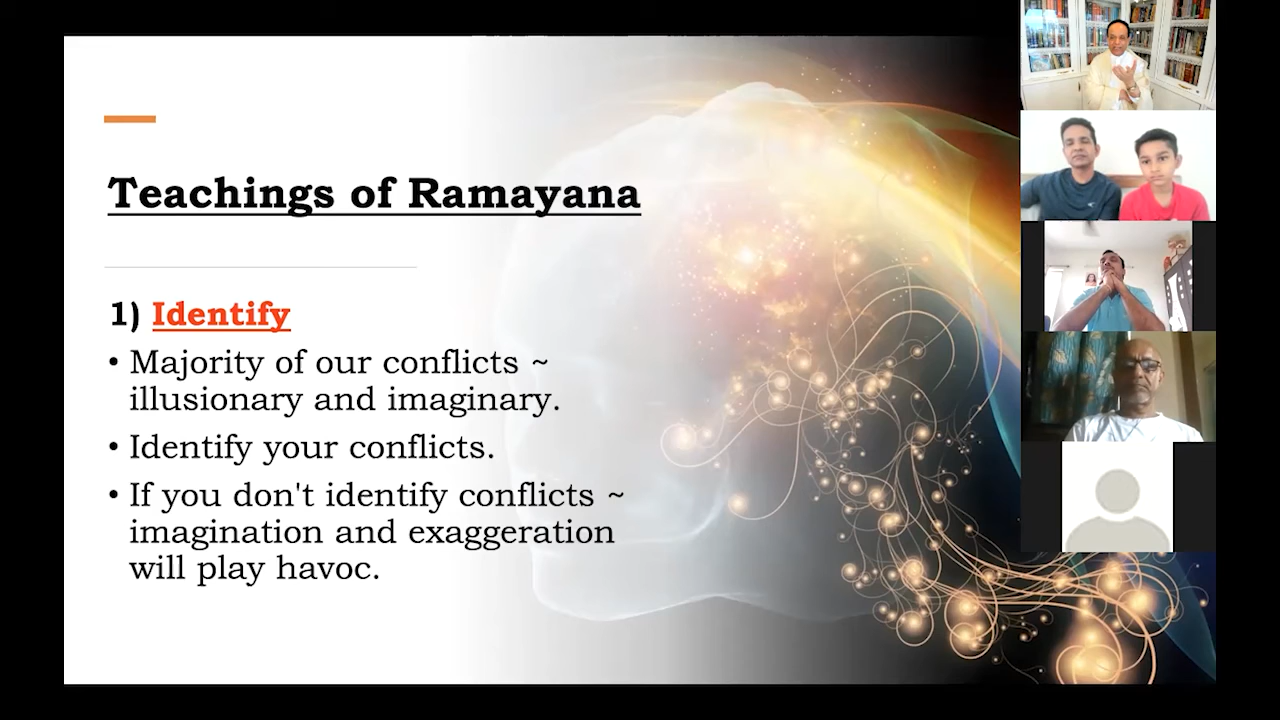 Teachings of Ramayana
1) Identify
• Majority of our conflicts ~
illusionary and imaginary.
• Identify your conflicts.
• If you don't identify conflicts ~
imagination and exaggeration
will play havoc.